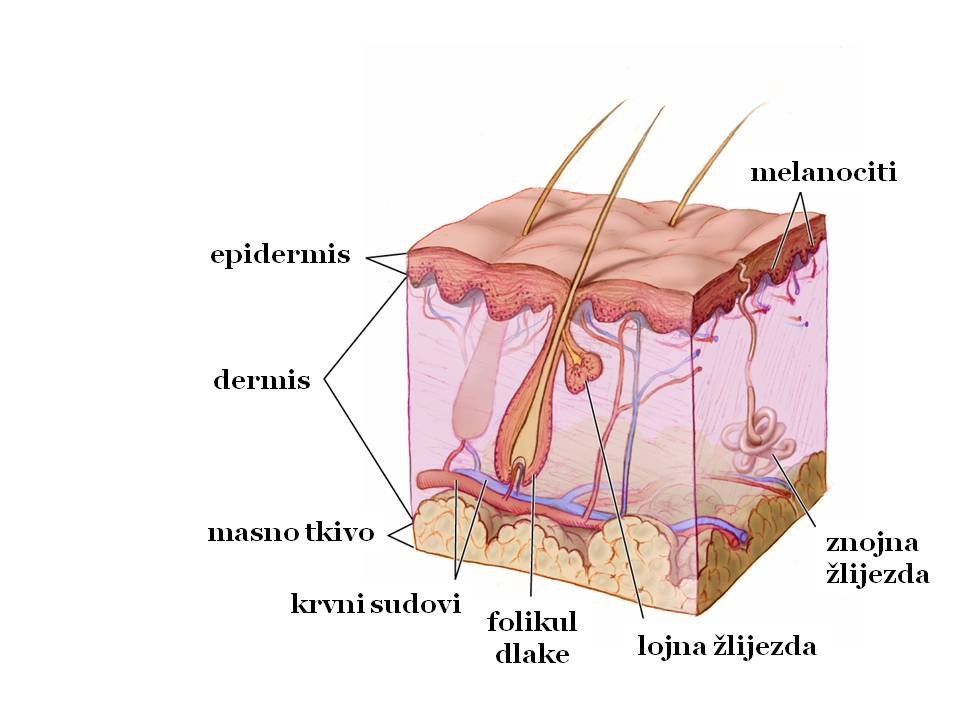 melanociti
epidermis
dermis
masno tkivo
krvni sudovi
folikul
dlake
lojna žlijezda
znojna
žlijezda